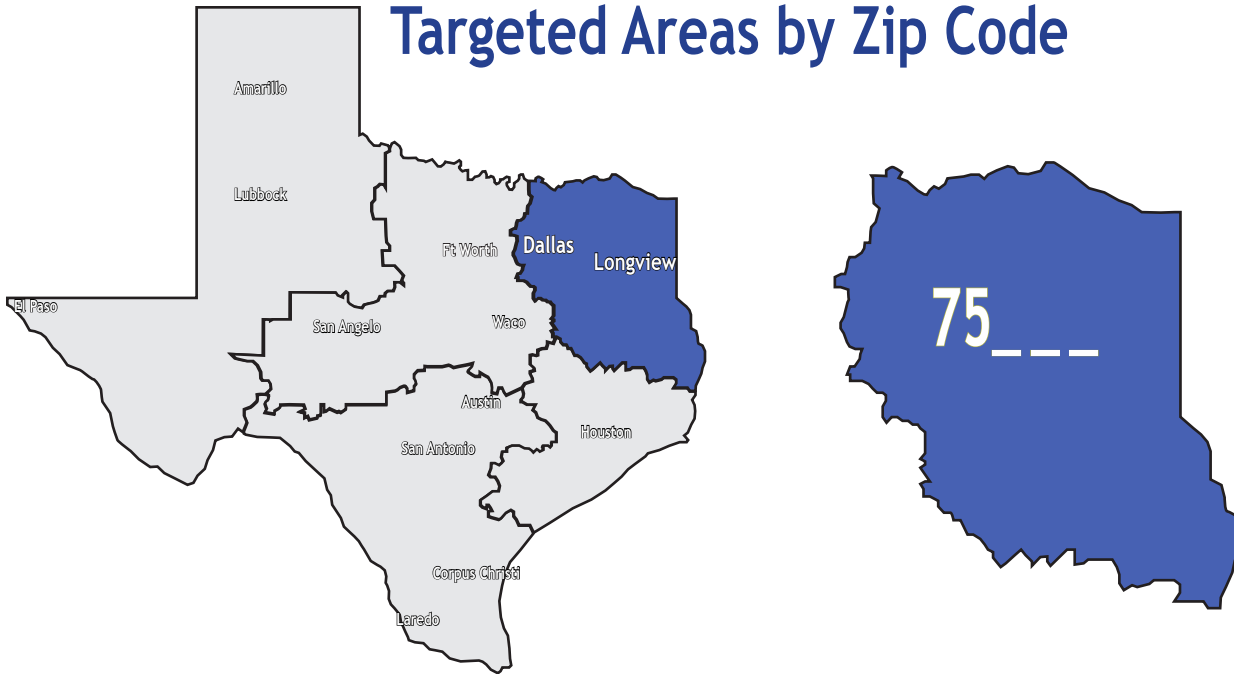 Targeted Areas by Zip Code
Amarillo
Lubbock
Ft Worth
Dallas
Longview
El Paso
San Angelo
Waco
75_ _ _
Austin
Houston
San Antonio
Corpus Christi
Laredo